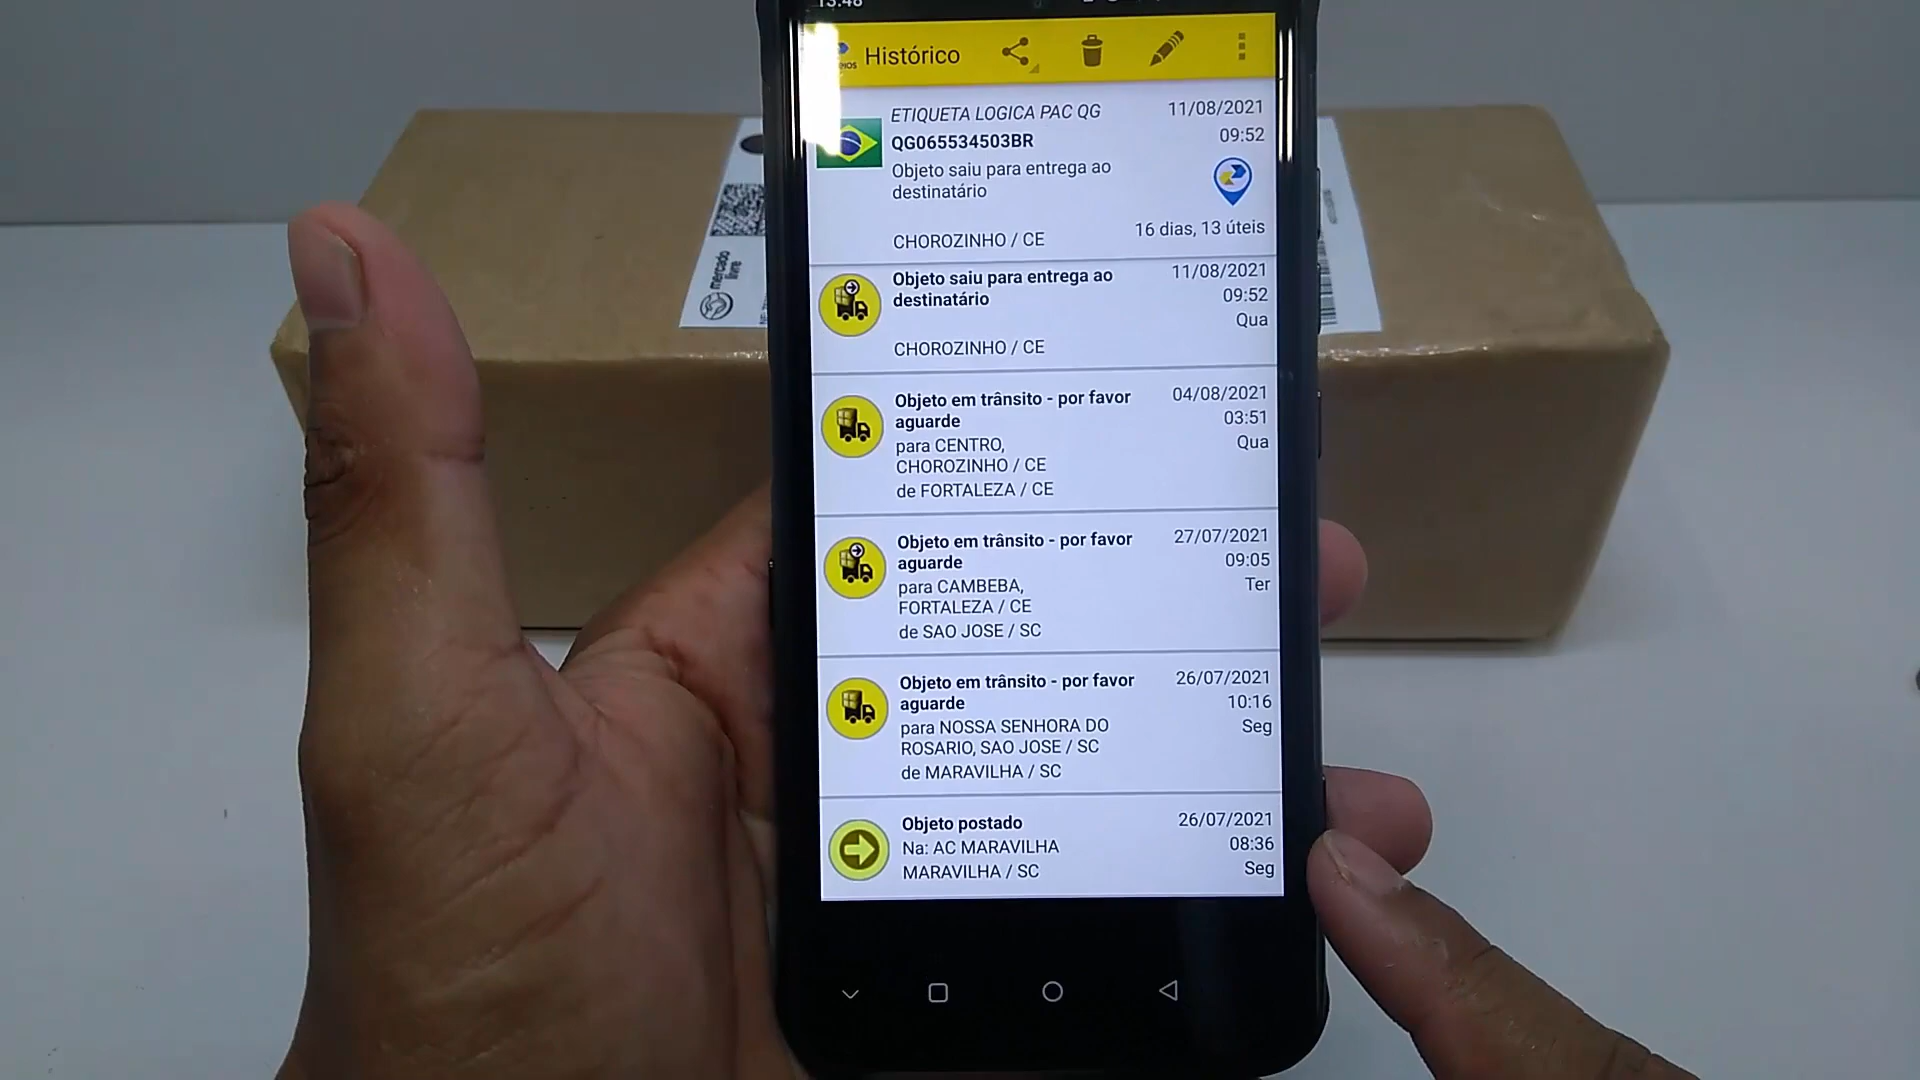 13:48
Histórico
ETIQUETA LOGICA PAC QG
11/08/2021
QG065534503BR
09:52
Objeto saiu para entrega ao
destinatário
CHOROZINHO / CE
16 dias, 13 úteis
Objeto saiu para entrega ao
destinatário
11/08/2021
09:52
Qua
CHOROZINHO / CE
Objeto em trânsito - por favor
aguarde
04/08/2021
03:51
Qua
para CENTRO,
CHOROZINHO / CE
de FORTALEZA / CE
Objeto em trânsito - por favor
aguarde
27/07/2021
09:05
Ter
para CAMBEBA,
FORTALEZA / CE
de SAO JOSE / SC
Objeto em trânsito - por favor
aguarde
26/07/2021
10:16
Seg
para NOSSA SENHORA DO
ROSARIO, SAO JOSE / SC
de MARAVILHA / SC
Objeto postado
26/07/2021
08:36
Seg
Na: AC MARAVILHA
MARAVILHA / SC
mercado
livre